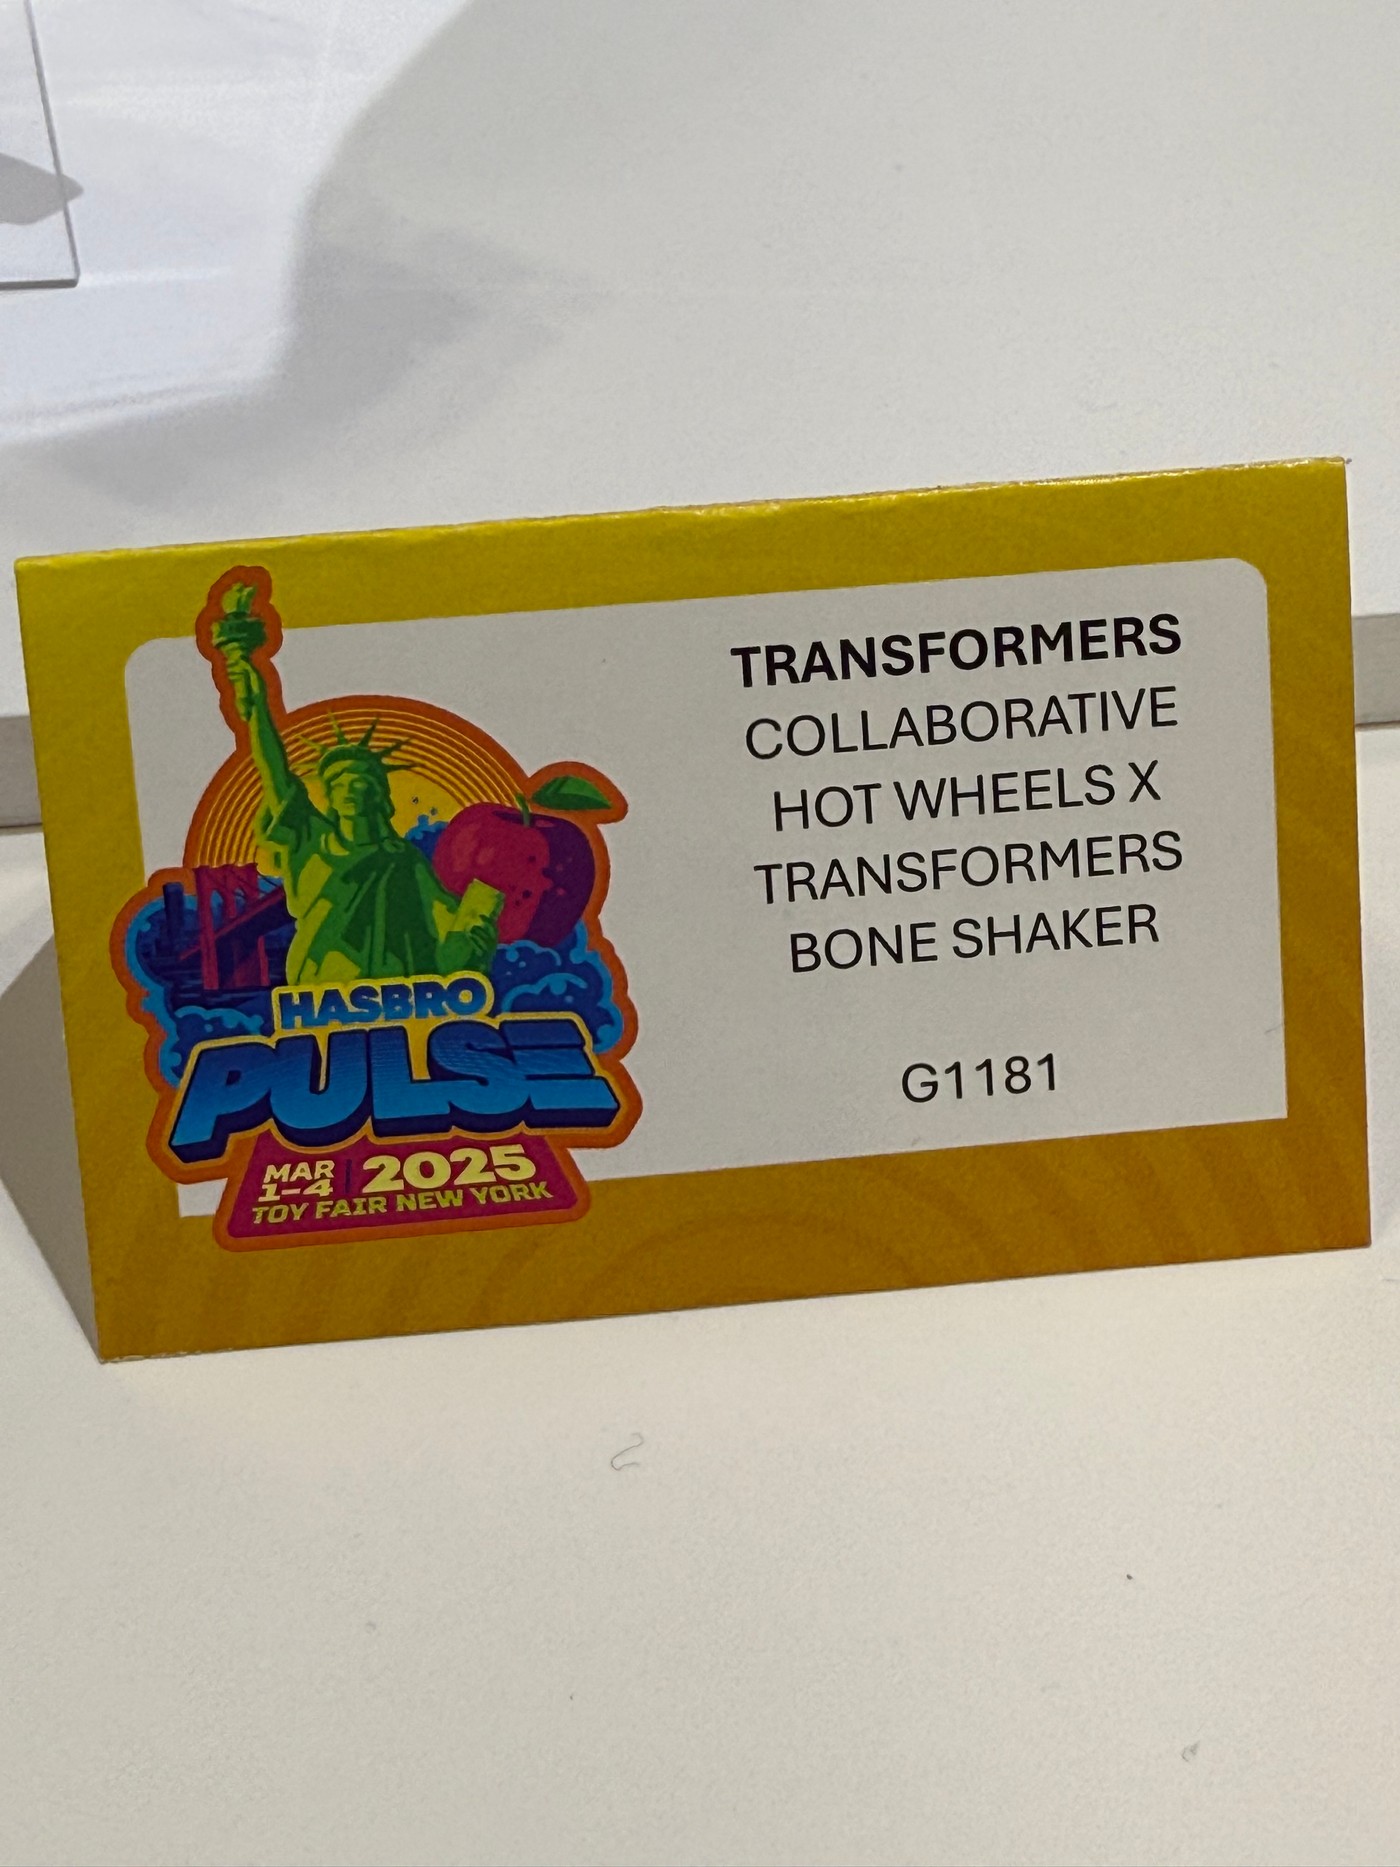 TRANSFORMERS
COLLABORATIVE
HOT WHEELS X
TRANSFORMERS
BONE SHAKER
G1181
HASBRO
PULSE
MAR
1-4
2025
TOY FAIR NEW YORK